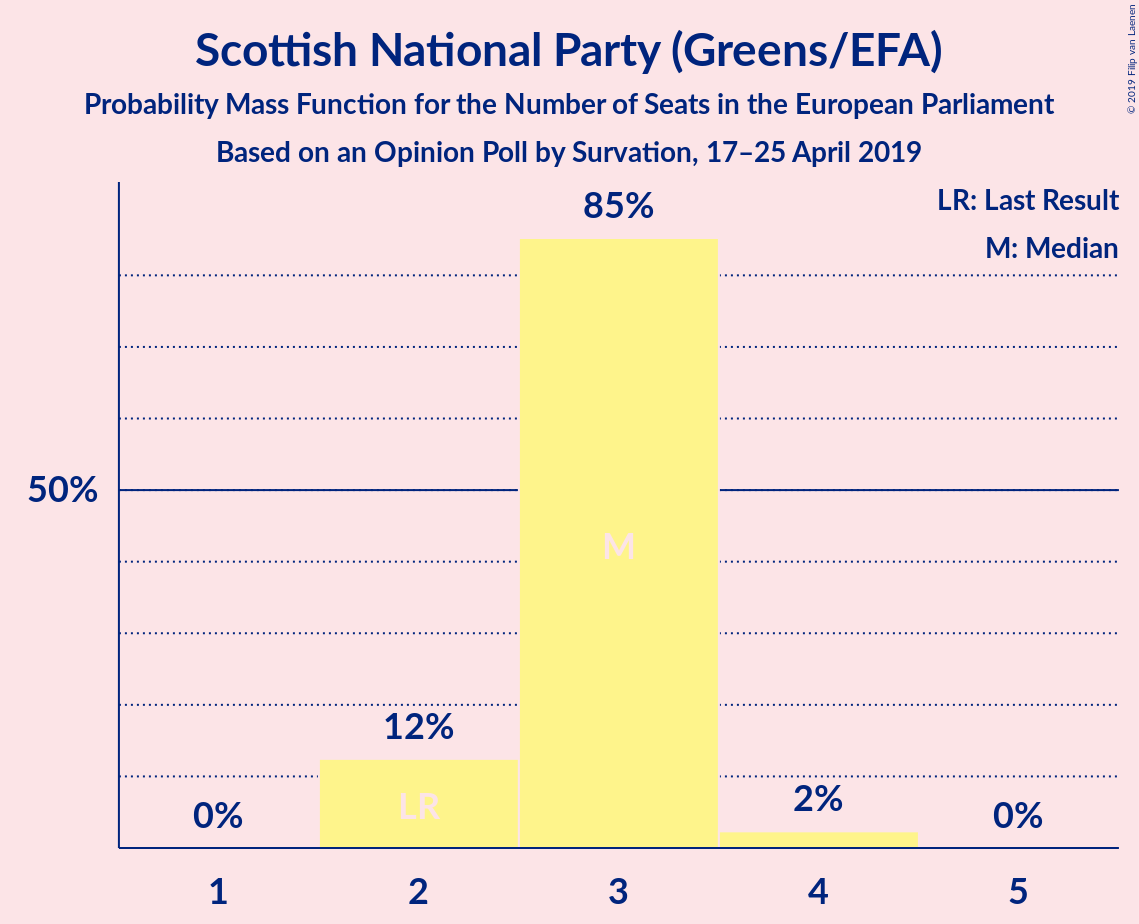 Scottish National Party (Greens/EFA)
Probability Mass Function for the Number of Seats in the European Parliament
Based on an Opinion Poll by Survation, 17–25 April 2019
© 2019 Filip van Laenen
LR: Last Result
M: Median
85%
50%
M
12%
LR
2%
0%
0%
1 2 3 4 5